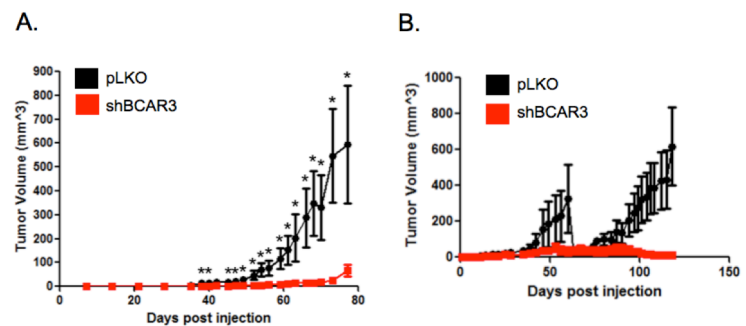 A.
pLKO
shBCAR3
Tumor Volume (mm^3)
900
800
700
600
500
400
300
200
100
0
* * * * * * * * * * * * * * *
0 20 40 60 80
Days post injection
B.
pLKO
shBCAR3
Tumor Volume (mm^3)
1000
800
600
400
200
0
0 50 100 150
Days post injection